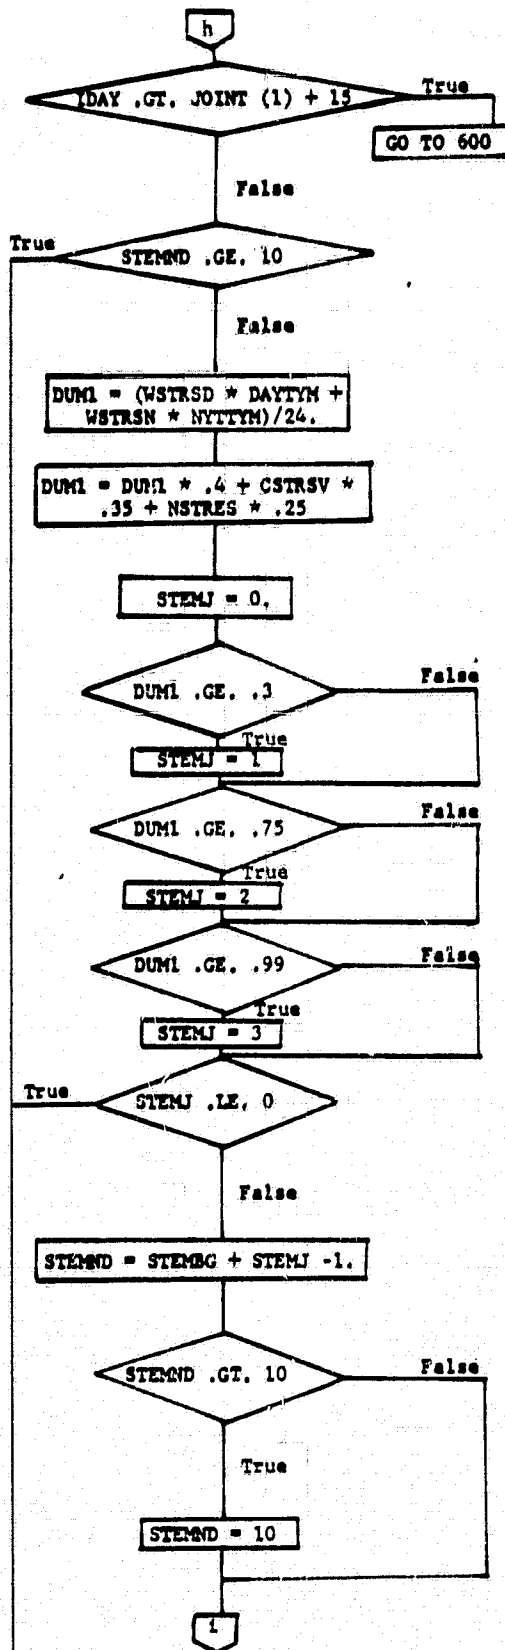 h
IDAY .GT. JOINT (1) + 15
True
GO TO 600
False
True
STEMND .GE. 10
False
DUM1 = (WSTRSD * DAYTYM +
WSTRSN * NYTTYM)/24.
DUM1 = DUM1 * .4 + CSTRSV *
.35 + NSTRES * .25
STEMJ = 0.
False
DUM1 .GE. .3
True
STEMJ = 1
False
DUM1 .GE. .75
True
STEMJ = 2
False
DUM1 .GE. .99
True
STEMJ = 3
True
STEMJ .LE. 0
False
STEMND = STEMBG + STEMJ -1.
STEMND .GT. 10
False
True
STEMND = 10
i